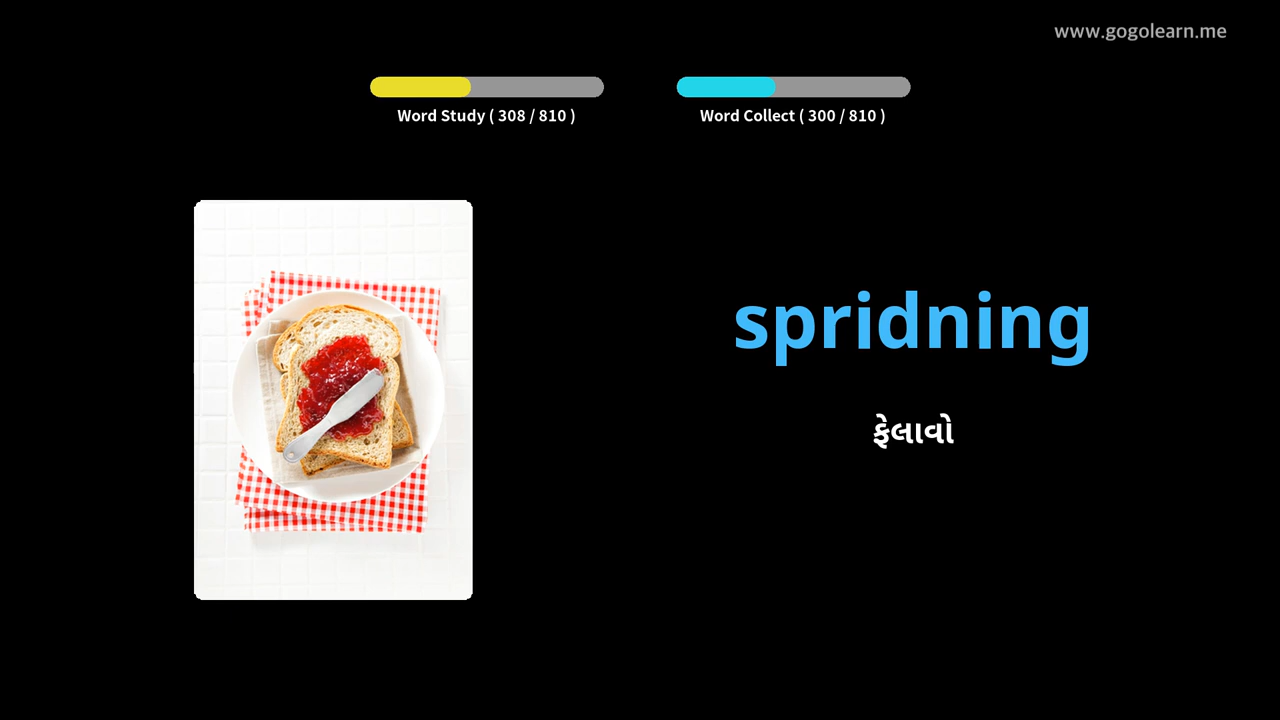 www.gogolearn.me
Word Study ( 308 / 810 )
Word Collect ( 300 / 810 )
spridning
ફેલાવો